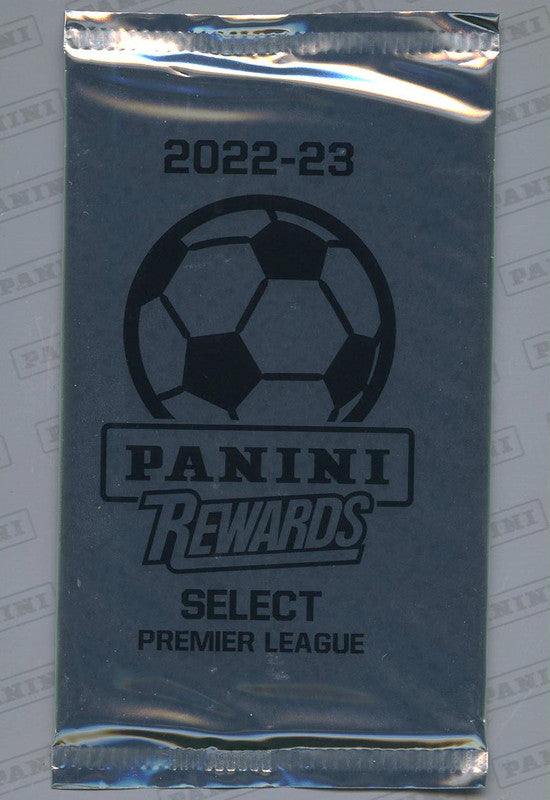 2022-23
PANINI
REWARDS
SELECT
PREMIER LEAGUE